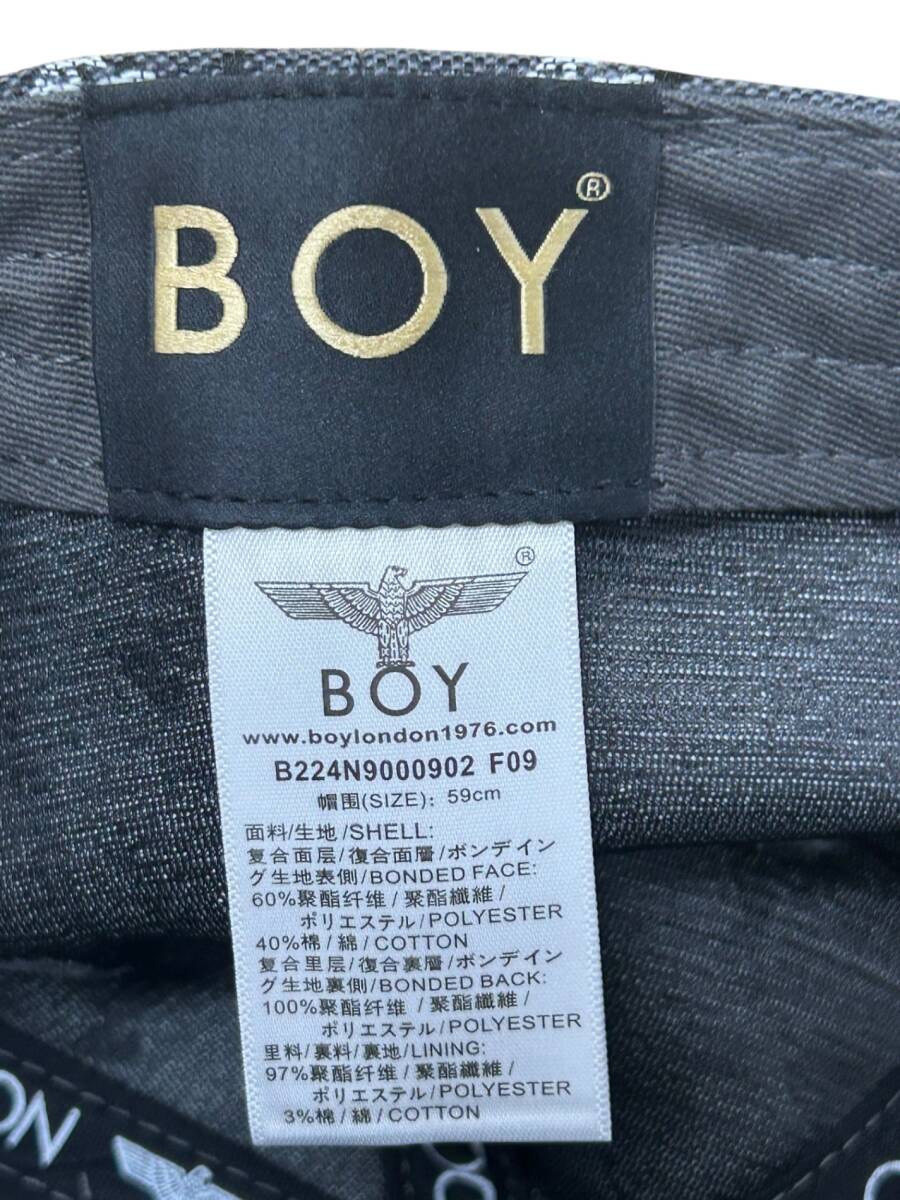 BOY®
®
BOY
www.boylondon1976.com
B224N9000902 F09
帽围(SIZE): 59cm
面料/生地/SHELL:
复合面层/復合面層/ボンデイン
グ生地表側/BONDED FACE:
60%聚酯纤维/聚酯纖維/
ポリエステル/POLYESTER
40%棉/綿/COTTON
复合里层/復合裏層/ボンデイン
グ生地裏側/BONDED BACK:
100%聚酯纤维/聚酯纖維/
ポリエステル/POLYESTER
里料/裏料/裏地/LINING:
97%聚酯纤维/聚酯纖維/
ポリエステル/POLYESTER
3%棉/綿/COTTON